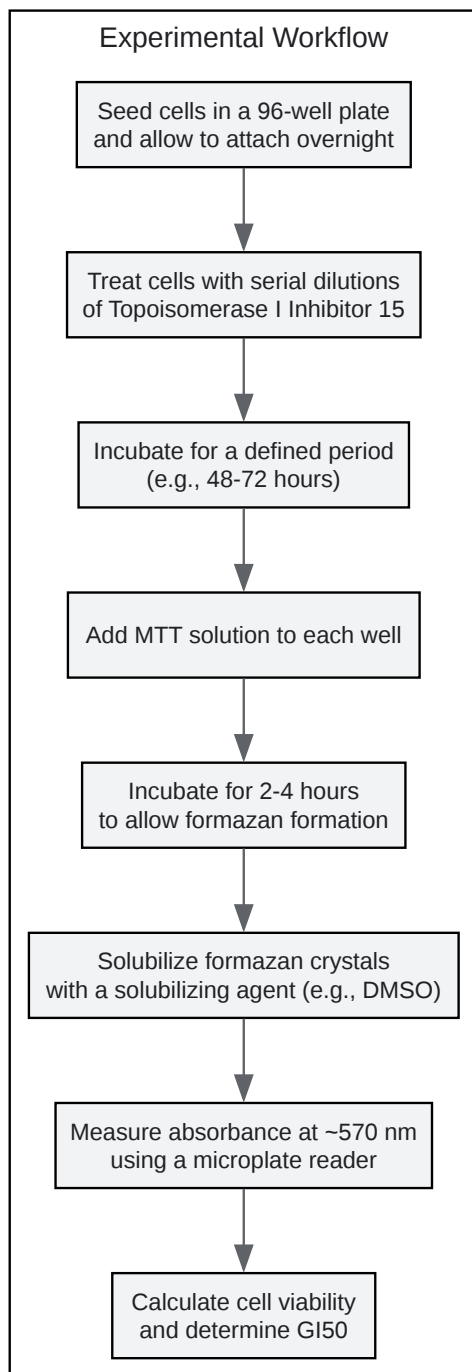 Experimental Workflow
Seed cells in a 96-well plate
and allow to attach overnight
Treat cells with serial dilutions
of Topoisomerase I Inhibitor 15
Incubate for a defined period
(e.g., 48-72 hours)
Add MTT solution to each well
Incubate for 2-4 hours
to allow formazan formation
Solubilize formazan crystals
with a solubilizing agent (e.g., DMSO)
Measure absorbance at ~570 nm
using a microplate reader
Calculate cell viability
and determine GI50